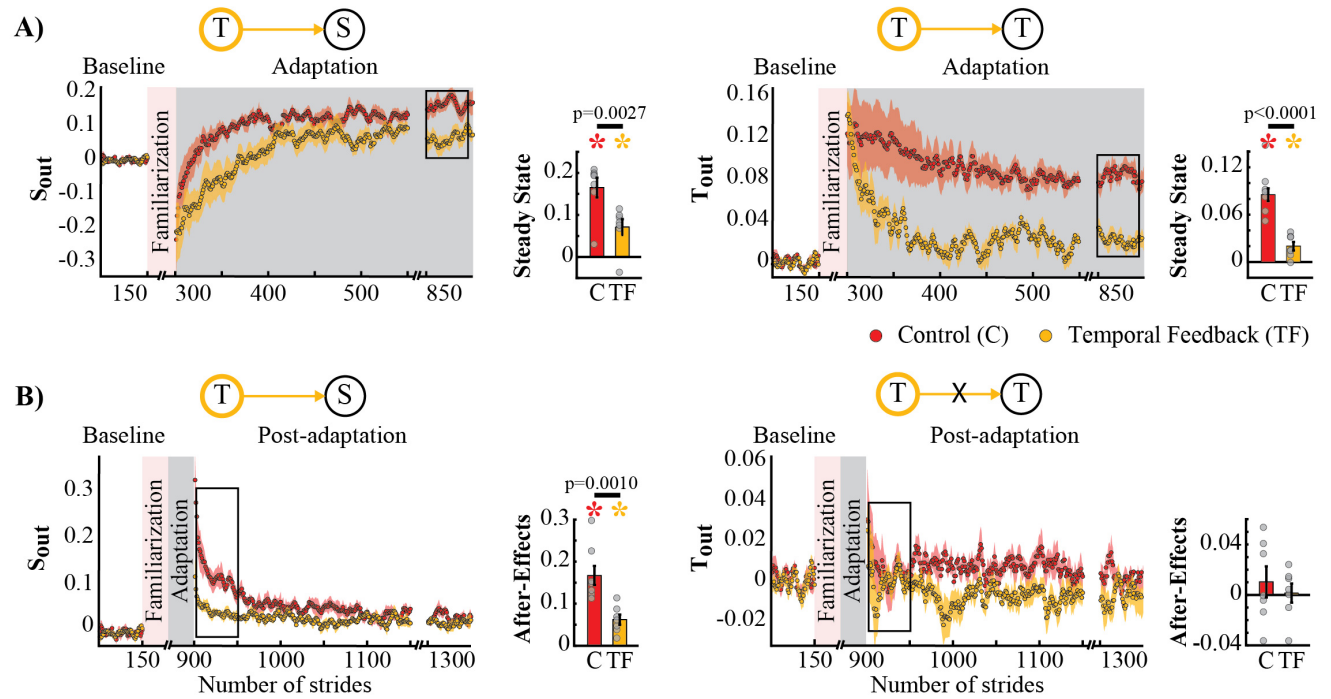 A)
T
S
Baseline
Adaptation
Familiarization
0.2
0.1
0
-0.1
-0.2
-0.3
Sout
150
300
400
500
850
p=0.0027
* *
0.2
0.1
0
Steady State
C TF
T
T
Baseline
Adaptation
Familiarization
0.16
0.12
0.08
0.04
0
Tout
150
300
400
500
850
p<0.0001
* *
0.12
0.06
0
Steady State
C TF
Control (C)
Temporal Feedback (TF)
B)
T
S
Baseline
Post-adaptation
Familiarization
Adaptation
0.3
0.2
0.1
0
Sout
150
900
1000
1100
1300
Number of strides
p=0.0010
* *
0.3
0.2
0.1
0
After-Effects
C TF
T
X
T
Baseline
Post-adaptation
Familiarization
Adaptation
0.06
0.04
0.02
0
-0.02
Tout
150
900
1000
1100
1300
Number of strides
0.04
0
-0.04
After-Effects
C TF